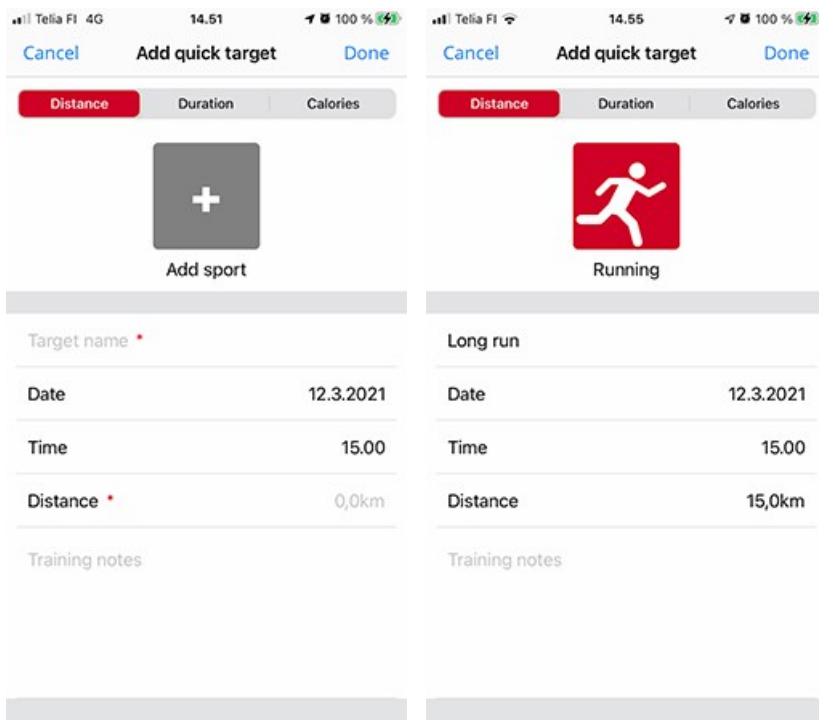 Telia FI 4G 14.51 100 %
Cancel Add quick target Done
Distance Duration Calories
+
Add sport
Target name *
Date 12.3.2021
Time 15.00
Distance * 0,0km
Training notes
Telia FI 14.55 100 %
Cancel Add quick target Done
Distance Duration Calories
Running
Long run
Date 12.3.2021
Time 15.00
Distance 15,0km
Training notes